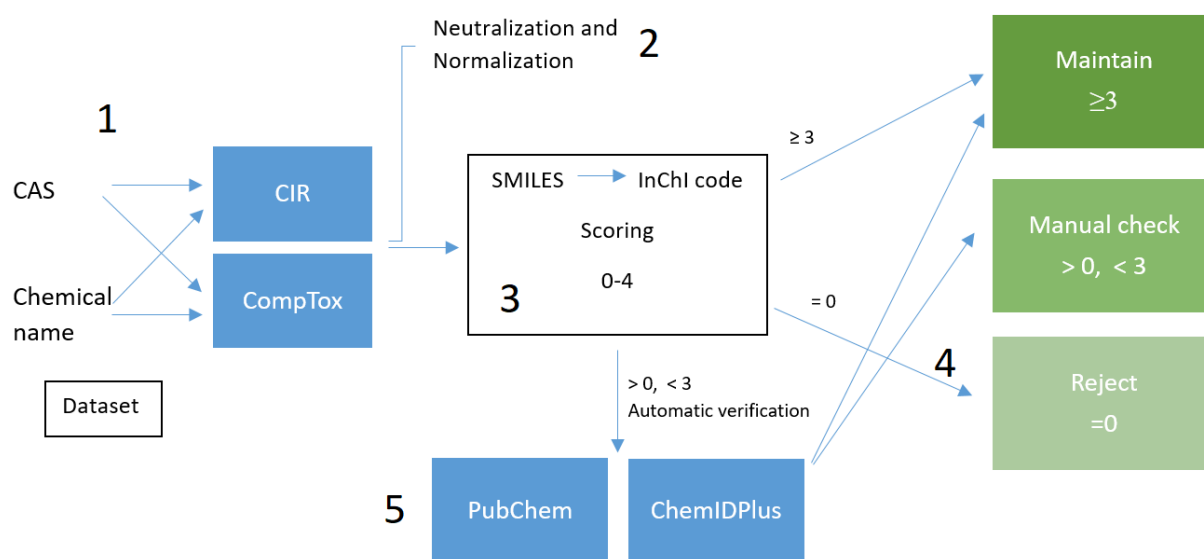 1
CAS
Chemical
name
Dataset
CIR
CompTox
Neutralization and
Normalization
2
SMILES
InChI code
Scoring
0-4
3
≥ 3
= 0
> 0, < 3
Automatic verification
4
5
PubChem
ChemIDPlus
Maintain
≥3
Manual check
> 0, < 3
Reject
=0